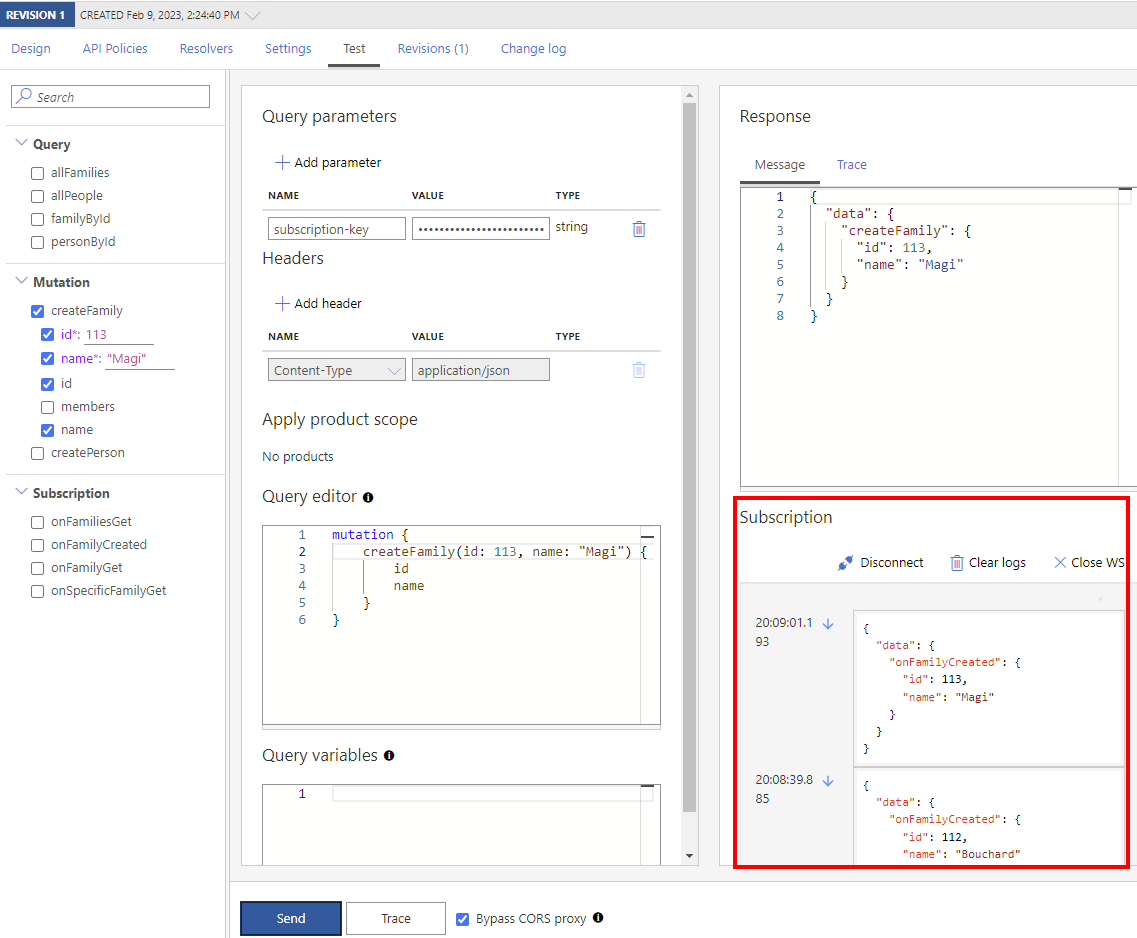 REVISION 1 CREATED Feb 9, 2023, 2:24:40 PM
Design API Policies Resolvers Settings Test Revisions (1) Change log
Search
Query
allFamilies
allPeople
familyById
personById
Mutation
createFamily
id*: 113
name*: "Magi"
id
members
name
createPerson
Subscription
onFamiliesGet
onFamilyCreated
onFamilyGet
onSpecificFamilyGet
Query parameters
Add parameter
NAME VALUE TYPE
subscription-key •••••••••••••••••••••••• string
Headers
Add header
NAME VALUE TYPE
Content-Type application/json
Apply product scope
No products
Query editor
1 mutation {
2 createFamily(id: 113, name: "Magi") {
3 id
4 name
5 }
6 }
Query variables
1
Response
Message Trace
1 {
2 "data": {
3 "createFamily": {
4 "id": 113,
5 "name": "Magi"
6 }
7 }
8 }
Subscription
Disconnect Clear logs Close WS
20:09:01.1
93
{
"data": {
"onFamilyCreated": {
"id": 113,
"name": "Magi"
}
}
}
20:08:39.8
85
{
"data": {
"onFamilyCreated": {
"id": 112,
"name": "Bouchard"
Send Trace Bypass CORS proxy